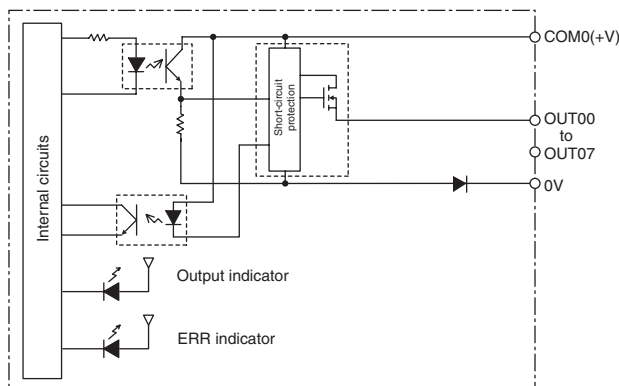 COM0(+V)
Short-circuit
protection
OUT00
to
OUT07
0V
Internal circuits
Output indicator
ERR indicator